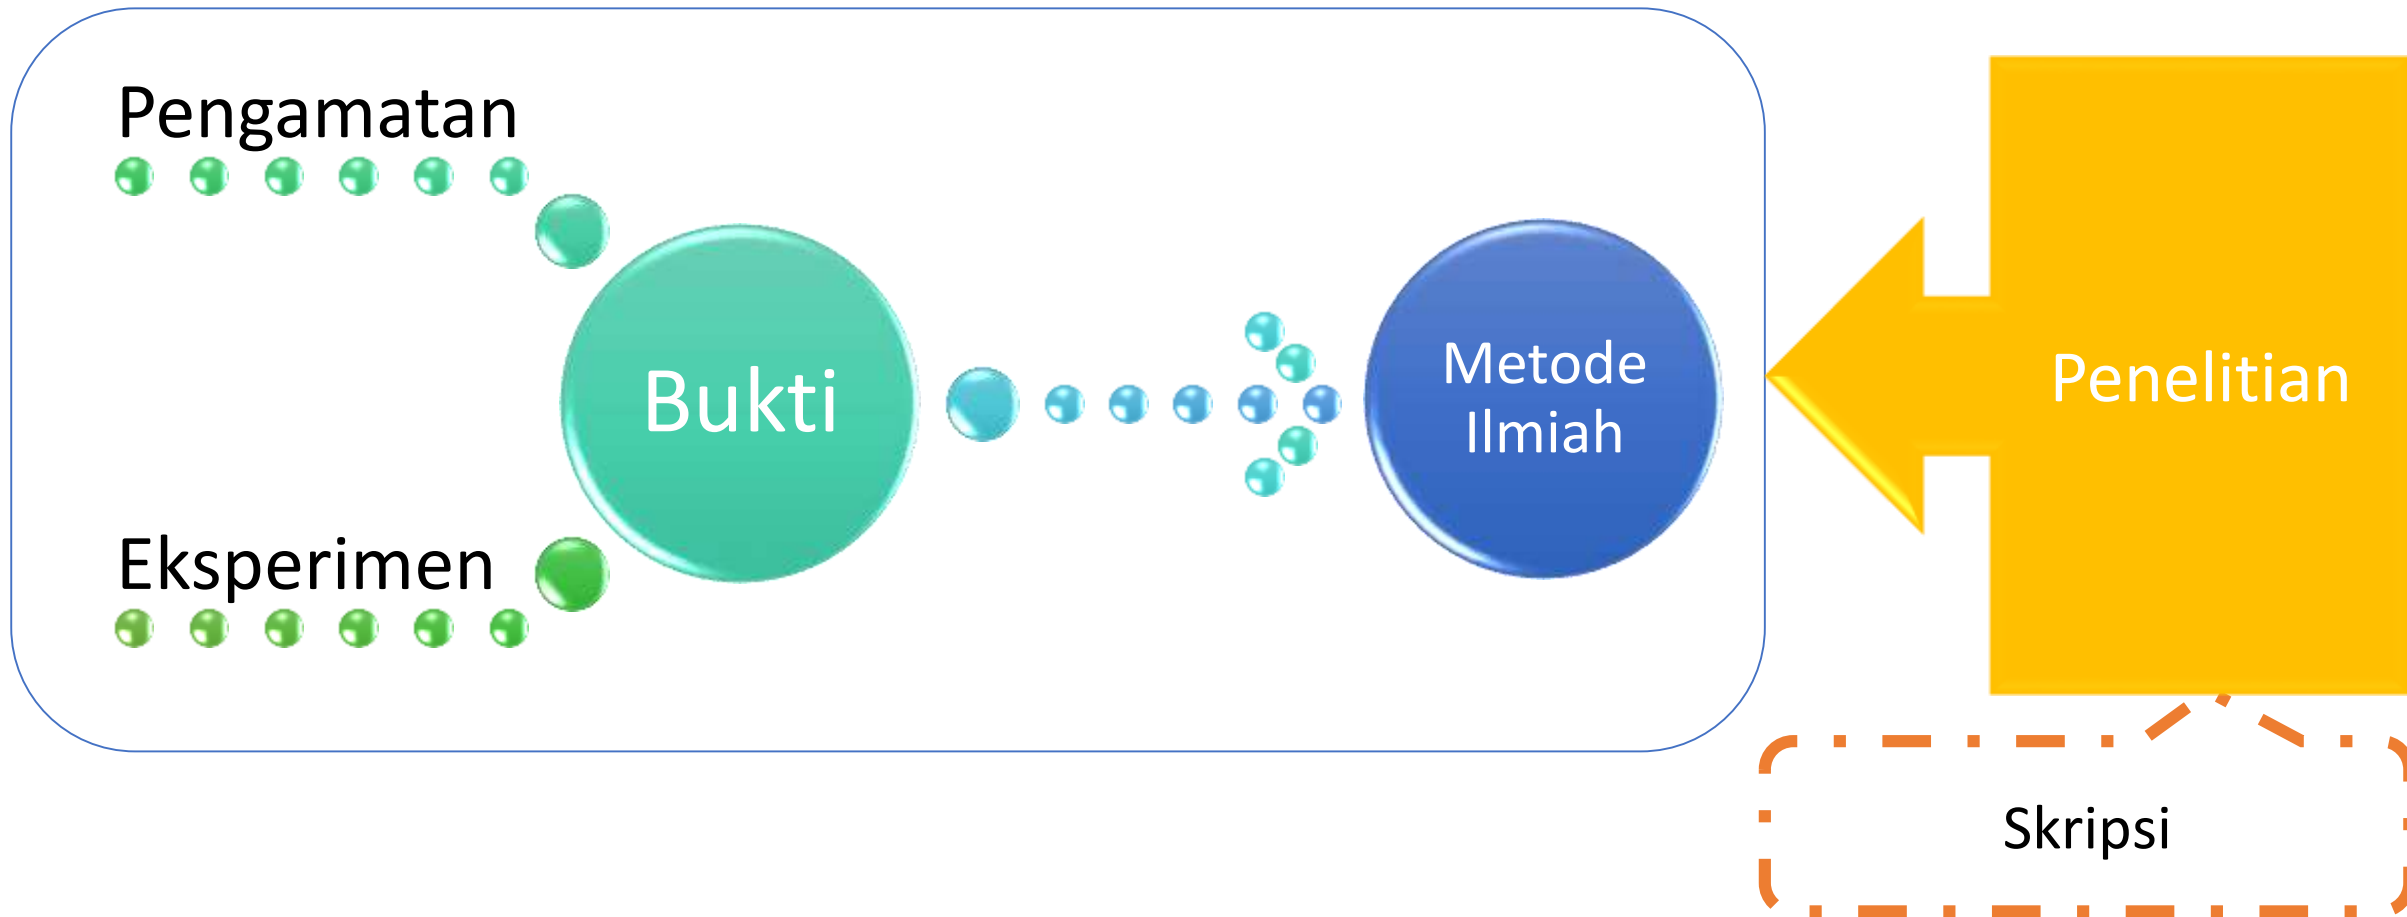 Pengamatan
Eksperimen
Bukti
Metode
Ilmiah
Penelitian
Skripsi